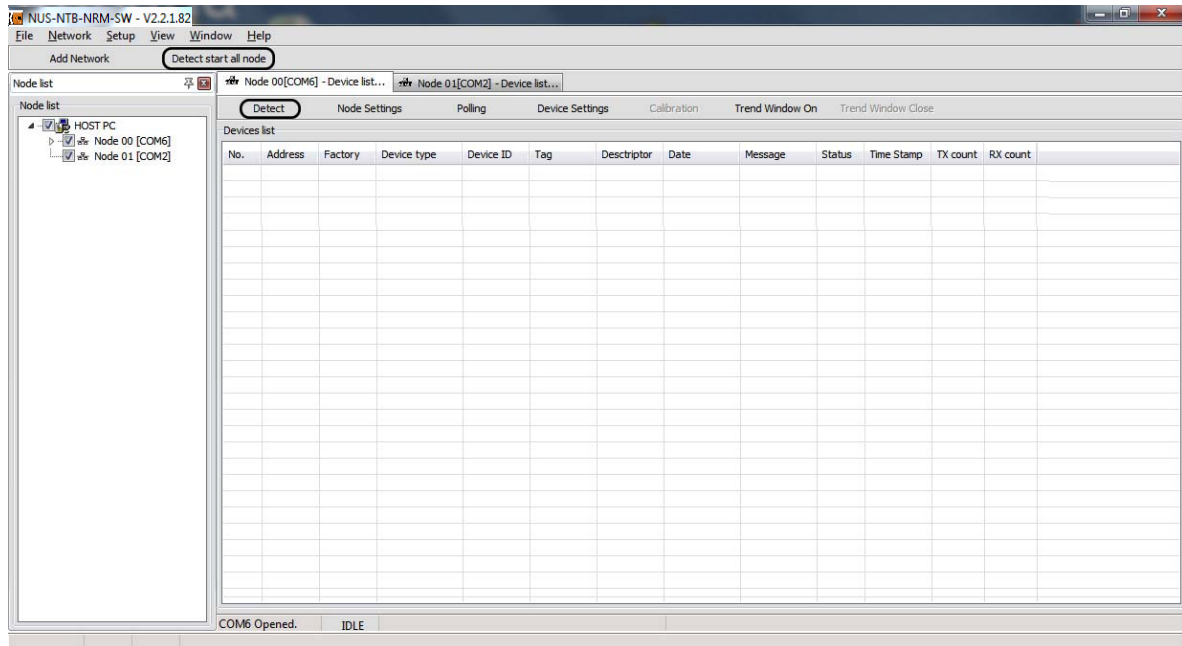 NUS-NTB-NRM-SW - V2.2.1.82
File Network Setup View Window Help
Add Network Detect start all node
Node list
Node list
HOST PC
Node 00 [COM6]
Node 01 [COM2]
Node 00[COM6] - Device list... Node 01[COM2] - Device list...
Detect Node Settings Polling Device Settings Calibration Trend Window On Trend Window Close
Devices list
No. Address Factory Device type Device ID Tag Desctriptor Date Message Status Time Stamp TX count RX count
COM6 Opened. IDLE